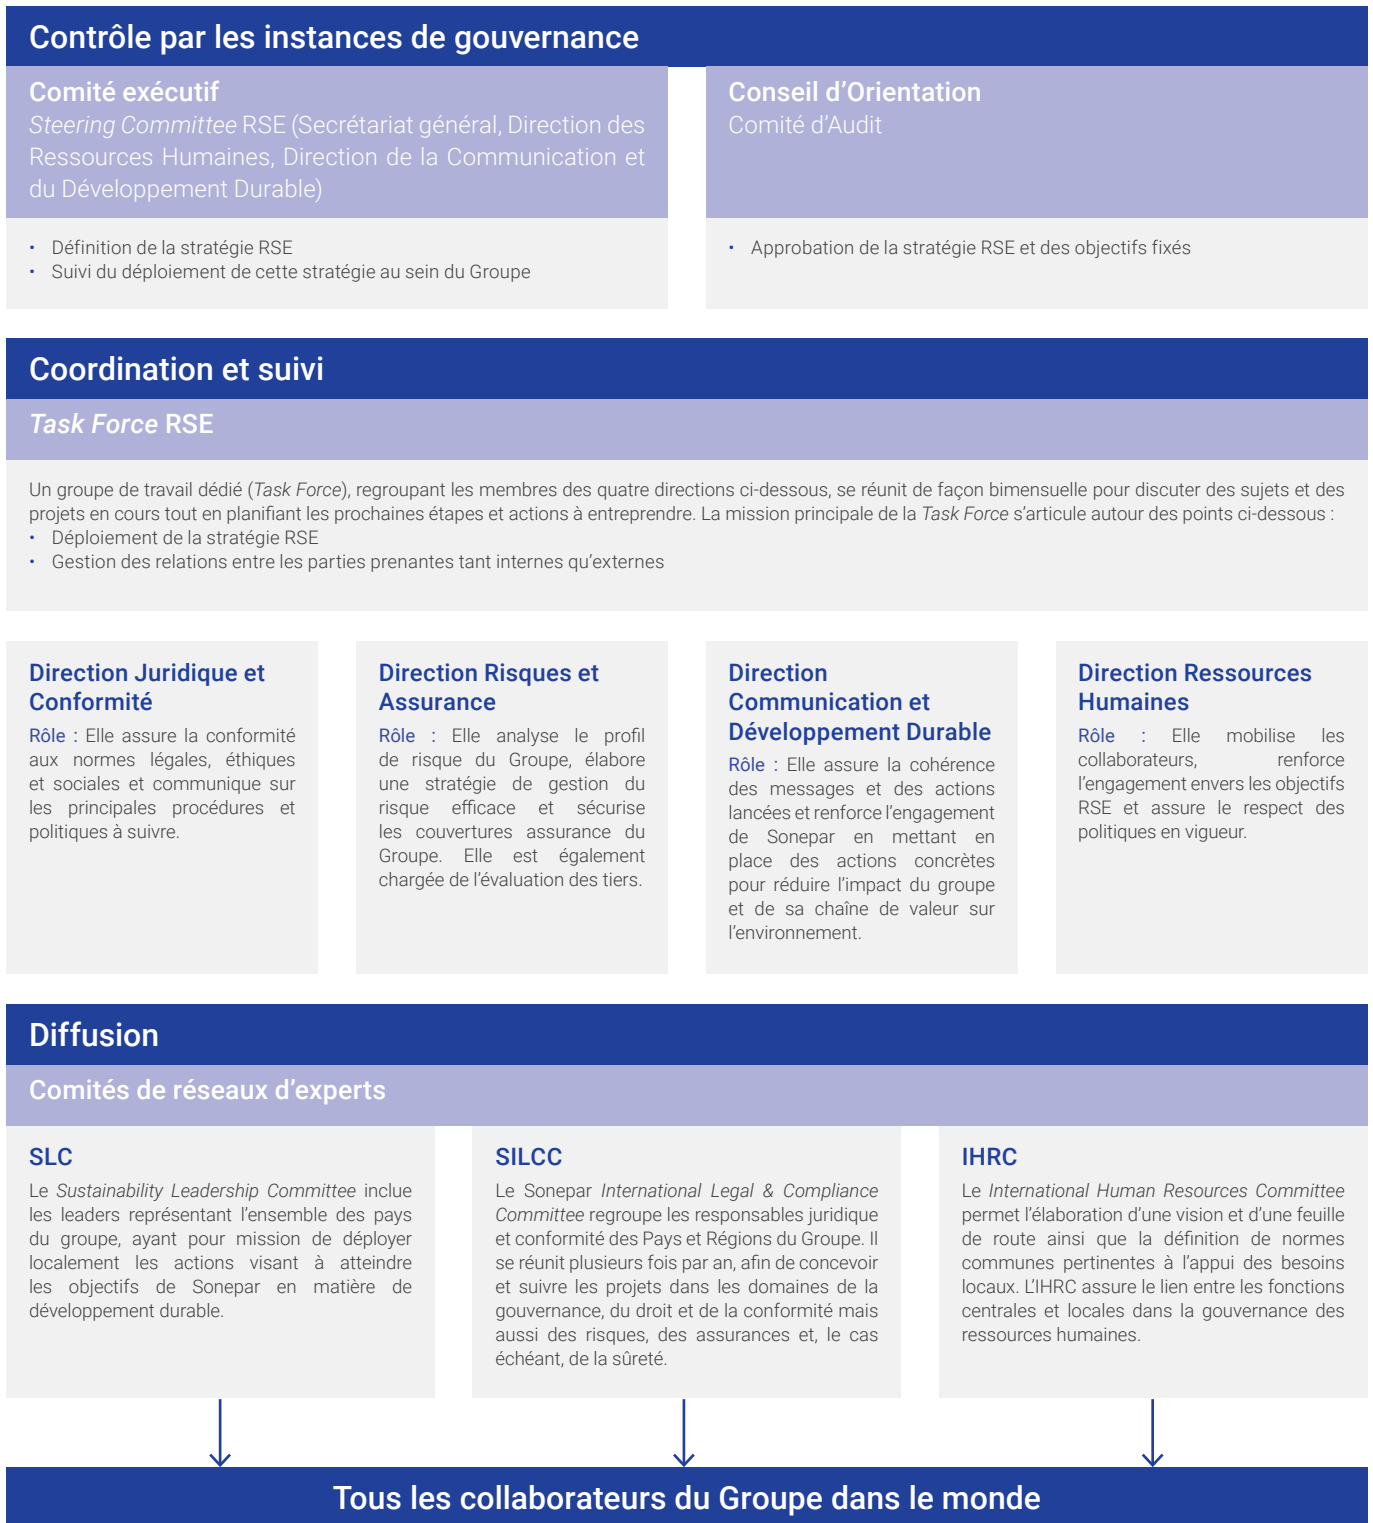 Contrôle par les instances de gouvernance
Comité exécutif
Steering Committee RSE (Secrétariat général, Direction des
Ressources Humaines, Direction de la Communication et
du Développement Durable)
• Définition de la stratégie RSE
• Suivi du déploiement de cette stratégie au sein du Groupe
Conseil d’Orientation
Comité d’Audit
• Approbation de la stratégie RSE et des objectifs fixés
Coordination et suivi
Task Force RSE
Un groupe de travail dédié (Task Force), regroupant les membres des quatre directions ci-dessous, se réunit de façon bimensuelle pour discuter des sujets et des
projets en cours tout en planifiant les prochaines étapes et actions à entreprendre. La mission principale de la Task Force s’articule autour des points ci-dessous :
• Déploiement de la stratégie RSE
• Gestion des relations entre les parties prenantes tant internes qu’externes
Direction Juridique et
Conformité
Rôle : Elle assure la conformité
aux normes légales, éthiques
et sociales et communique sur
les principales procédures et
politiques à suivre.
Direction Risques et
Assurance
Rôle : Elle analyse le profil
de risque du Groupe, élabore
une stratégie de gestion du
risque efficace et sécurise
les couvertures assurance du
Groupe. Elle est également
chargée de l’évaluation des tiers.
Direction
Communication et
Développement Durable
Rôle : Elle assure la cohérence
des messages et des actions
lancées et renforce l’engagement
de Sonepar en mettant en
place des actions concrètes
pour réduire l’impact du groupe
et de sa chaîne de valeur sur
l’environnement.
Direction Ressources
Humaines
Rôle : Elle mobilise les
collaborateurs, renforce
l’engagement envers les objectifs
RSE et assure le respect des
politiques en vigueur.
Diffusion
Comités de réseaux d’experts
SLC
Le Sustainability Leadership Committee inclue
les leaders représentant l’ensemble des pays
du groupe, ayant pour mission de déployer
localement les actions visant à atteindre
les objectifs de Sonepar en matière de
développement durable.
SILCC
Le Sonepar International Legal & Compliance
Committee regroupe les responsables juridique
et conformité des Pays et Régions du Groupe. Il
se réunit plusieurs fois par an, afin de concevoir
et suivre les projets dans les domaines de la
gouvernance, du droit et de la conformité mais
aussi des risques, des assurances et, le cas
échéant, de la sûreté.
IHRC
Le International Human Resources Committee
permet l’élaboration d’une vision et d’une feuille
de route ainsi que la définition de normes
communes pertinentes à l’appui des besoins
locaux. L’IHRC assure le lien entre les fonctions
centrales et locales dans la gouvernance des
ressources humaines.
Tous les collaborateurs du Groupe dans le monde